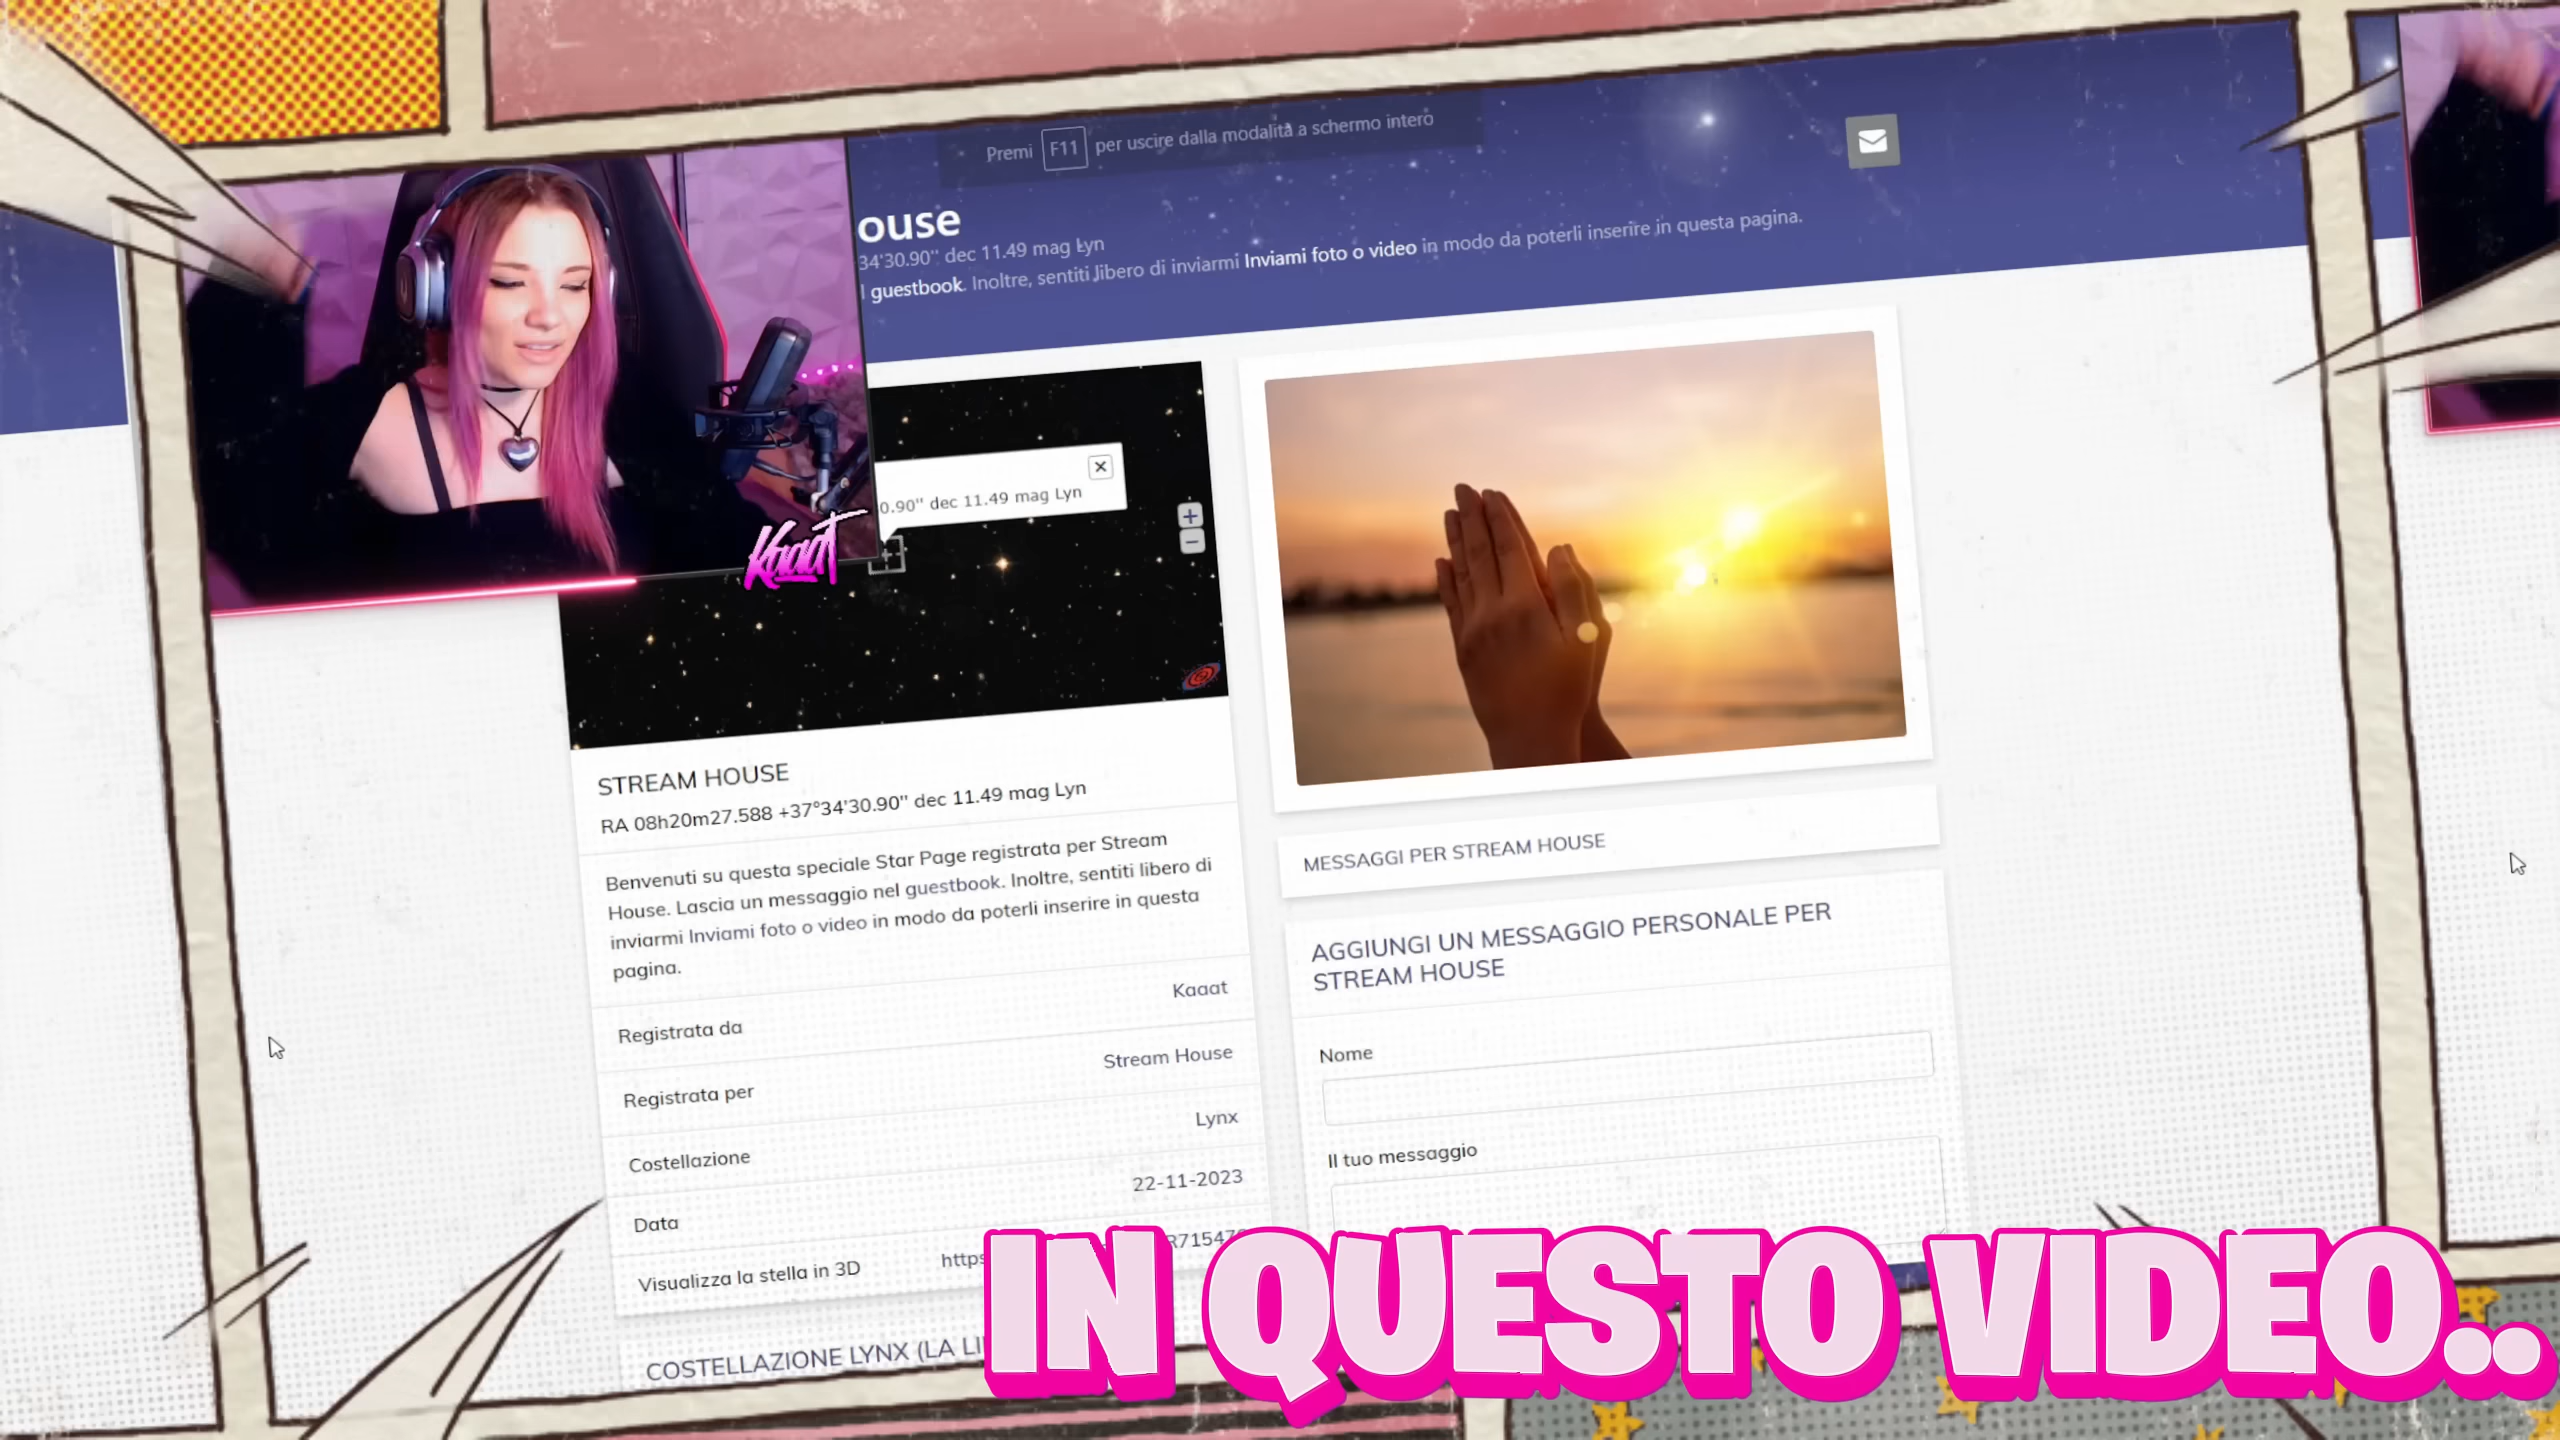 Premi F11 per uscire dalla modalità a schermo intero
ouse
34'30.90'' dec 11.49 mag Lyn
guestbook. Inoltre, sentiti libero di inviarmi Inviami foto o video in modo da poterli inserire in questa pagina.
0.90'' dec 11.49 mag Lyn
Kaaat
STREAM HOUSE
RA 08h20m27.588 +37°34'30.90'' dec 11.49 mag Lyn
Benvenuti su questa speciale Star Page registrata per Stream
House. Lascia un messaggio nel guestbook. Inoltre, sentiti libero di
inviarmi Inviami foto o video in modo da poterli inserire in questa
pagina.
Registrata da Kaaat
Registrata per Stream House
Costellazione Lynx
Data 22-11-2023
Visualizza la stella in 3D https
COSTELLAZIONE LYNX (LA
MESSAGGI PER STREAM HOUSE
AGGIUNGI UN MESSAGGIO PERSONALE PER
STREAM HOUSE
Nome
Il tuo messaggio
IN QUESTO VIDEO..